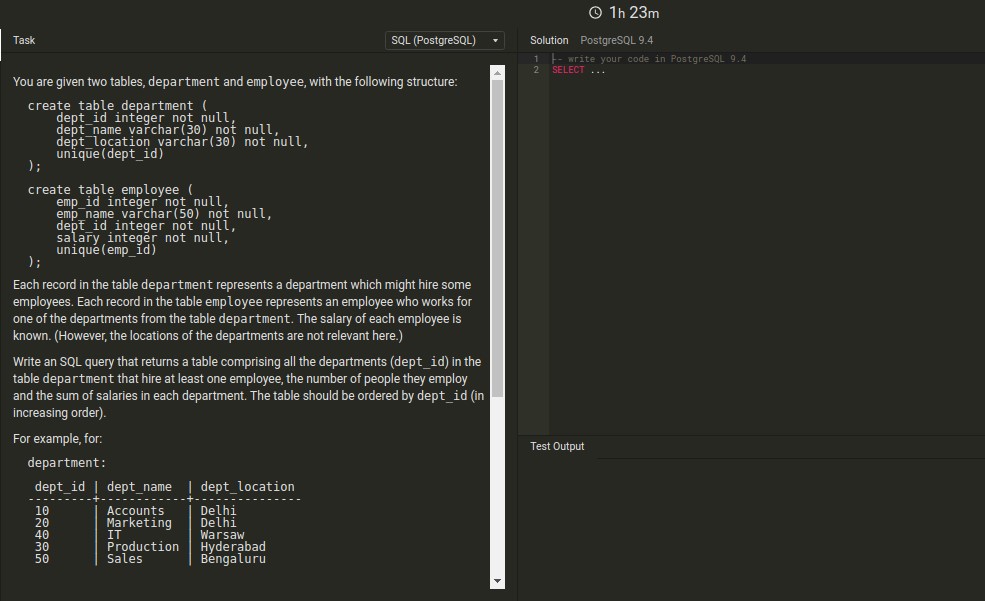 1h 23m
Task
SQL (PostgreSQL)
Solution PostgreSQL 9.4
You are given two tables, department and employee, with the following structure:
create table department (
dept_id integer not null,
dept_name varchar(30) not null,
dept_location varchar(30) not null,
unique(dept_id)
);
create table employee (
emp_id integer not null,
emp_name varchar(50) not null,
dept_id integer not null,
salary integer not null,
unique(emp_id)
);
Each record in the table department represents a department which might hire some
employees. Each record in the table employee represents an employee who works for
one of the departments from the table department. The salary of each employee is
known. (However, the locations of the departments are not relevant here.)
Write an SQL query that returns a table comprising all the departments (dept_id) in the
table department that hire at least one employee, the number of people they employ
and the sum of salaries in each department. The table should be ordered by dept_id (in
increasing order).
For example, for:
department:
dept_id | dept_name | dept_location
---------+------------+---------------
10 | Accounts | Delhi
20 | Marketing | Delhi
40 | IT | Warsaw
30 | Production | Hyderabad
50 | Sales | Bengaluru
1 -- write your code in PostgreSQL 9.4
2 SELECT ...
Test Output